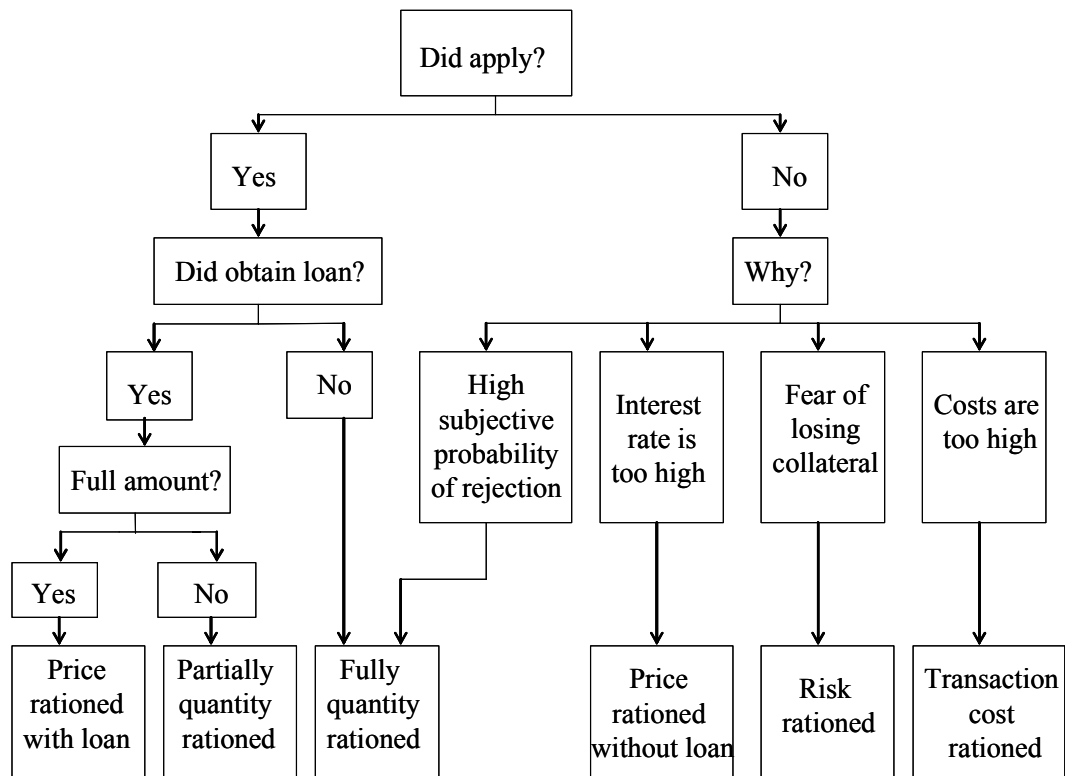 Did apply?
Yes
No
Did obtain loan?
Why?
Yes
No
High
subjective
probability
of rejection
Interest
rate is
too high
Fear of
losing
collateral
Costs are
too high
Full amount?
Yes
No
Price
rationed
with loan
Partially
quantity
rationed
Fully
quantity
rationed
Price
rationed
without loan
Risk
rationed
Transaction
cost
rationed